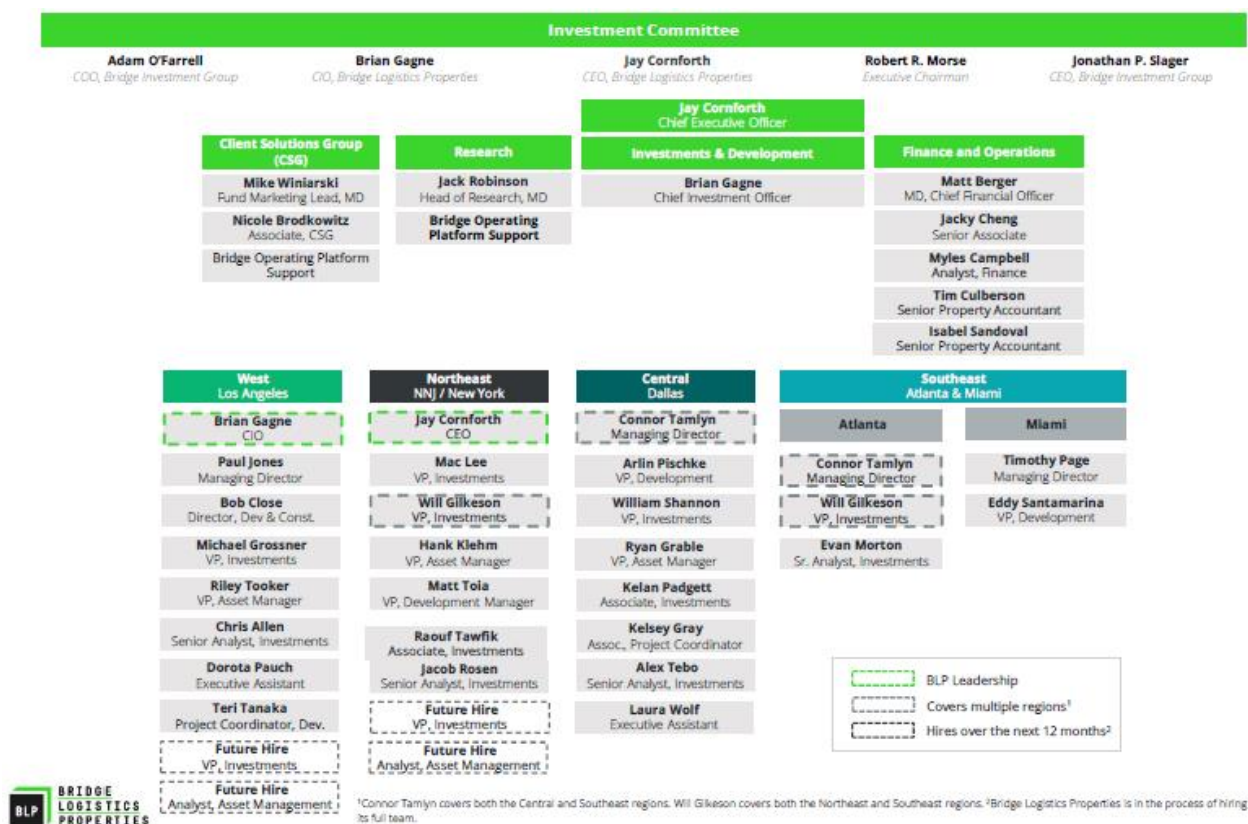 Investment Committee
Adam O'Farrell
COO, Bridge Investment Group
Brian Gagne
CIO, Bridge Logistics Properties
Jay Cornforth
CEO, Bridge Logistics Properties
Robert R. Morse
Executive Chairman
Jonathan P. Slager
CEO, Bridge Investment Group
Jay Cornforth
Chief Executive Officer
Client Solutions Group
(CSG)
Mike Winiarski
Fund Marketing Lead, MD
Nicole Brodkowitz
Associate, CSG
Bridge Operating Platform
Support
Research
Jack Robinson
Head of Research, MD
Bridge Operating
Platform Support
Investments & Development
Brian Gagne
Chief Investment Officer
Finance and Operations
Matt Berger
MD, Chief Financial Officer
Jacky Cheng
Senior Associate
Myles Campbell
Analyst, Finance
Tim Culberson
Senior Property Accountant
Isabel Sandoval
Senior Property Accountant
West
Los Angeles
Brian Gagne
CIO
Paul Jones
Managing Director
Bob Close
Director, Dev & Const.
Michael Grossner
VP, Investments
Riley Tooker
VP, Asset Manager
Chris Allen
Senior Analyst, Investments
Dorota Pauch
Executive Assistant
Teri Tanaka
Project Coordinator, Dev.
Future Hire
VP, Investments
Future Hire
Analyst, Asset Management
Northeast
NNJ / New York
Jay Cornforth
CEO
Mac Lee
VP, Investments
Will Gilkeson
VP, Investments
Hank Klehm
VP, Asset Manager
Matt Toia
VP, Development Manager
Raouf Tawfik
Associate, Investments
Jacob Rosen
Senior Analyst, Investments
Future Hire
VP, Investments
Future Hire
Analyst, Asset Management
Central
Dallas
Connor Tamlyn
Managing Director
Arlin Pischke
VP, Development
William Shannon
VP, Investments
Ryan Grable
VP, Asset Manager
Kelan Padgett
Associate, Investments
Kelsey Gray
Assoc., Project Coordinator
Alex Tebo
Senior Analyst, Investments
Laura Wolf
Executive Assistant
Southeast
Atlanta & Miami
Atlanta
Connor Tamlyn
Managing Director
Will Gilkeson
VP, Investments
Evan Morton
Sr. Analyst, Investments
Miami
Timothy Page
Managing Director
Eddy Santamarina
VP, Development
BLP Leadership
Covers multiple regions¹
Hires over the next 12 months²
BLP
BRIDGE
LOGISTICS
PROPERTIES
¹Connor Tamlyn covers both the Central and Southeast regions. Will Gilkeson covers both the Northeast and Southeast regions. ²Bridge Logistics Properties is in the process of hiring
its full team.